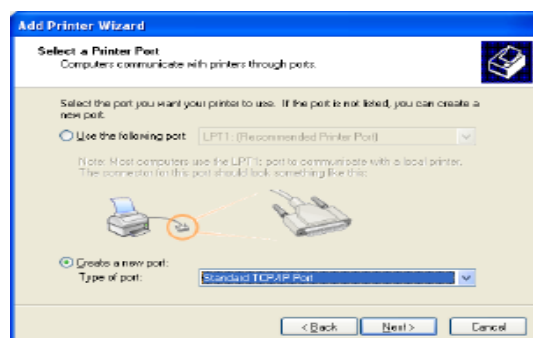 Add Printer Wizard
Select a Printer Port
Computers communicate with printers through ports.
Select the port you want your printer to use. If the port is not listed, you can create a
new port.
Use the following port: LPT1: (Recommended Printer Port)
Note: Most computers use the LPT1: port to communicate with a local printer.
The connector for this port should look something like this:
Create a new port:
Type of port: Standard TCP/IP Port
< Back Next > Cancel